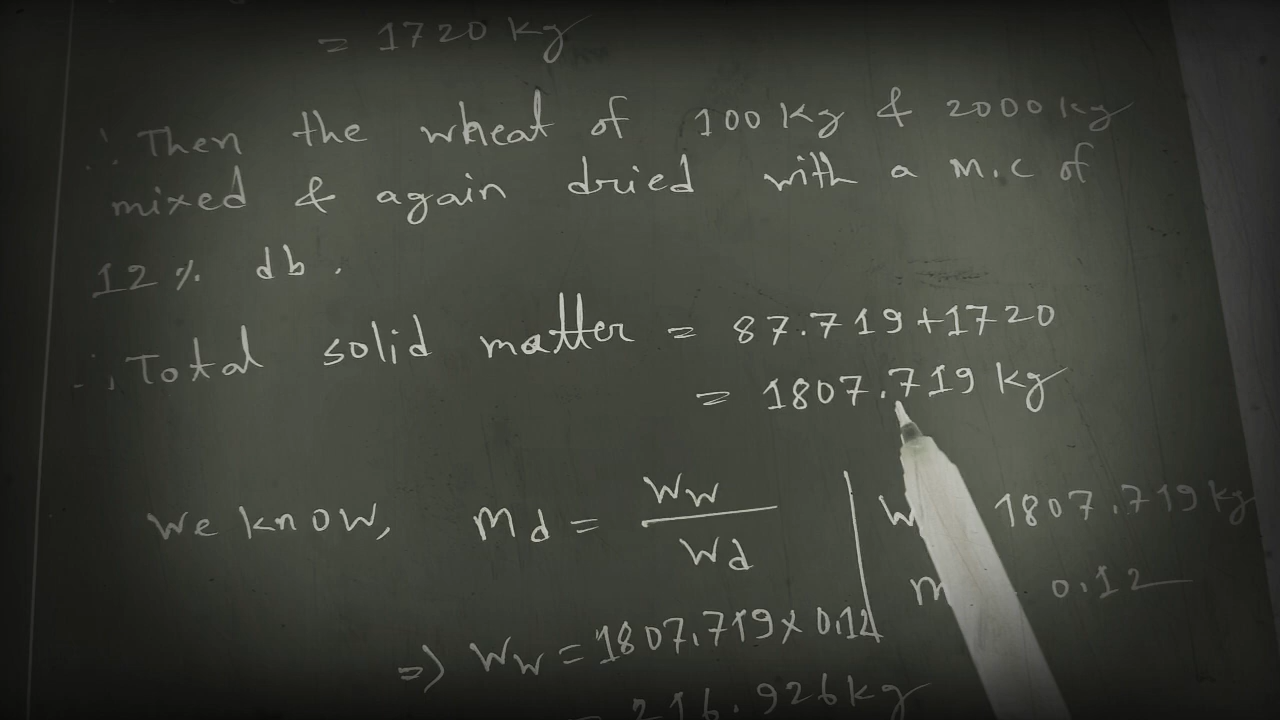 = 1720 kg
∴ Then the wheat of 100 kg & 2000 kg
mixed & again dried with a m.c of
12 % db.
∴ Total solid matter = 87.719 + 1720
= 1807.719 kg
We know, md = Ww / Wd
W 1807.719 kg
m 0.12
=> Ww = 1807.719 x 0.12
= 216.926 kg